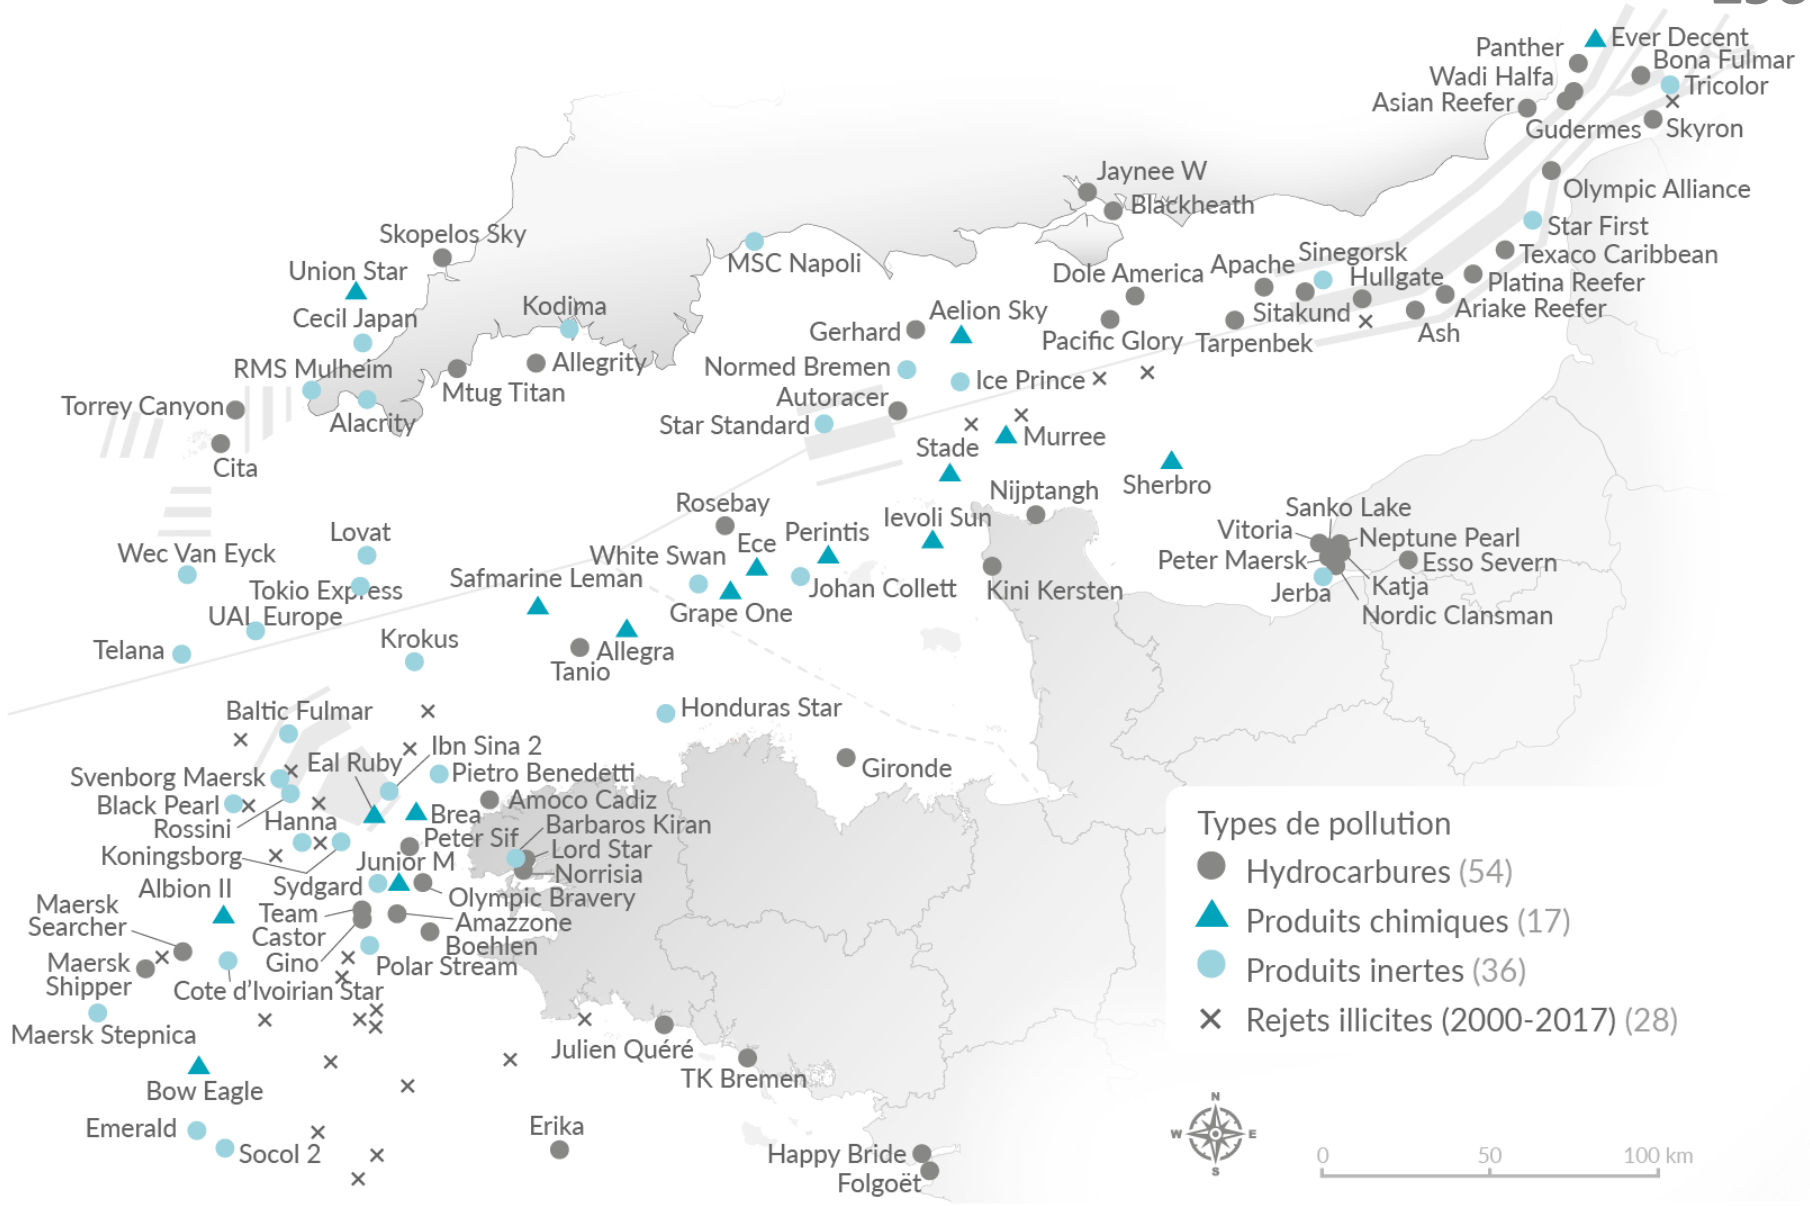 Ever Decent
Panther
Bona Fulmar
Wadi Halfa
Tricolor
Asian Reefer
Gudermes
Skyron
Jaynee W
Olympic Alliance
Blackheath
Star First
Skopelos Sky
Sinegorsk
Texaco Caribbean
MSC Napoli
Apache
Union Star
Dole America
Hullgate
Platina Reefer
Kodima
Aelion Sky
Ariake Reefer
Cecil Japan
Gerhard
Sitakund
Ash
Pacific Glory
Tarpenbek
Allegrity
RMS Mulheim
Normed Bremen
Ice Prince
Mtug Titan
Autoracer
Torrey Canyon
Alacrity
Star Standard
Murree
Stade
Cita
Sherbro
Nijptangh
Rosebay
Sanko Lake
Ievoli Sun
Lovat
Perintis
Vitoria
Neptune Pearl
Wec Van Eyck
White Swan
Ece
Peter Maersk
Esso Severn
Safmarine Leman
Tokio Express
Johan Collett
Kini Kersten
Katja
Jerba
UAL Europe
Grape One
Nordic Clansman
Krokus
Telana
Allegra
Tanio
Baltic Fulmar
Honduras Star
Ibn Sina 2
Eal Ruby
Pietro Benedetti
Gironde
Svenborg Maersk
Amoco Cadiz
Black Pearl
Brea
Rossini
Hanna
Barbaros Kiran
Peter Sif
Lord Star
Koningsborg
Junior M
Norrisia
Albion II
Sydgard
Olympic Bravery
Maersk
Searcher
Team
Castor
Amazzone
Boehlen
Maersk
Shipper
Gino
Polar Stream
Cote d'Ivoirian Star
Maersk Stepnica
Julien Quéré
TK Bremen
Bow Eagle
Emerald
Erika
Socol 2
Happy Bride
Folgoët
Types de pollution
Hydrocarbures (54)
Produits chimiques (17)
Produits inertes (36)
Rejets illicites (2000-2017) (28)
N
W E
S
0 50 100 km